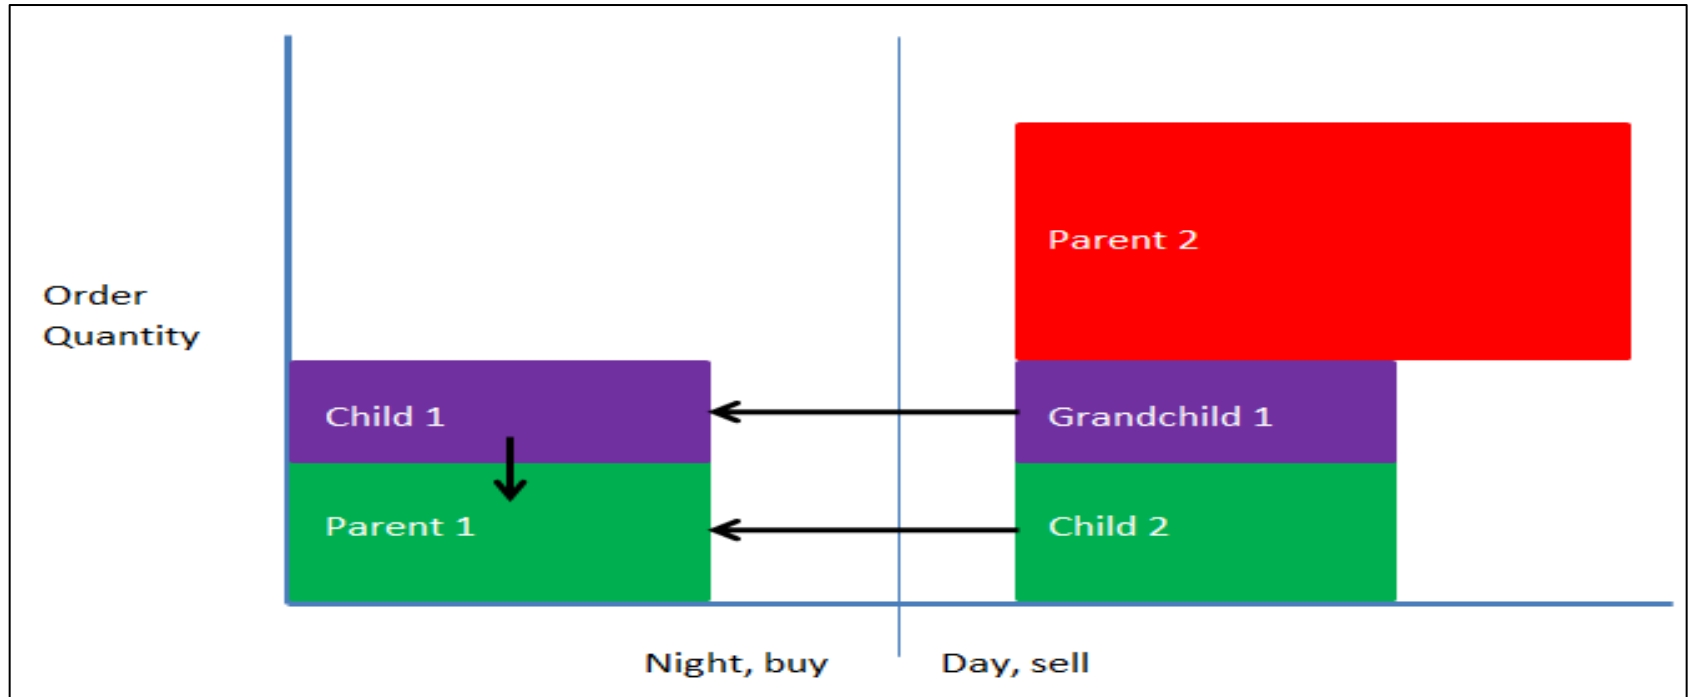 Parent 2
Order
Quantity
Child 1
Grandchild 1
Parent 1
Child 2
Night, buy
Day, sell